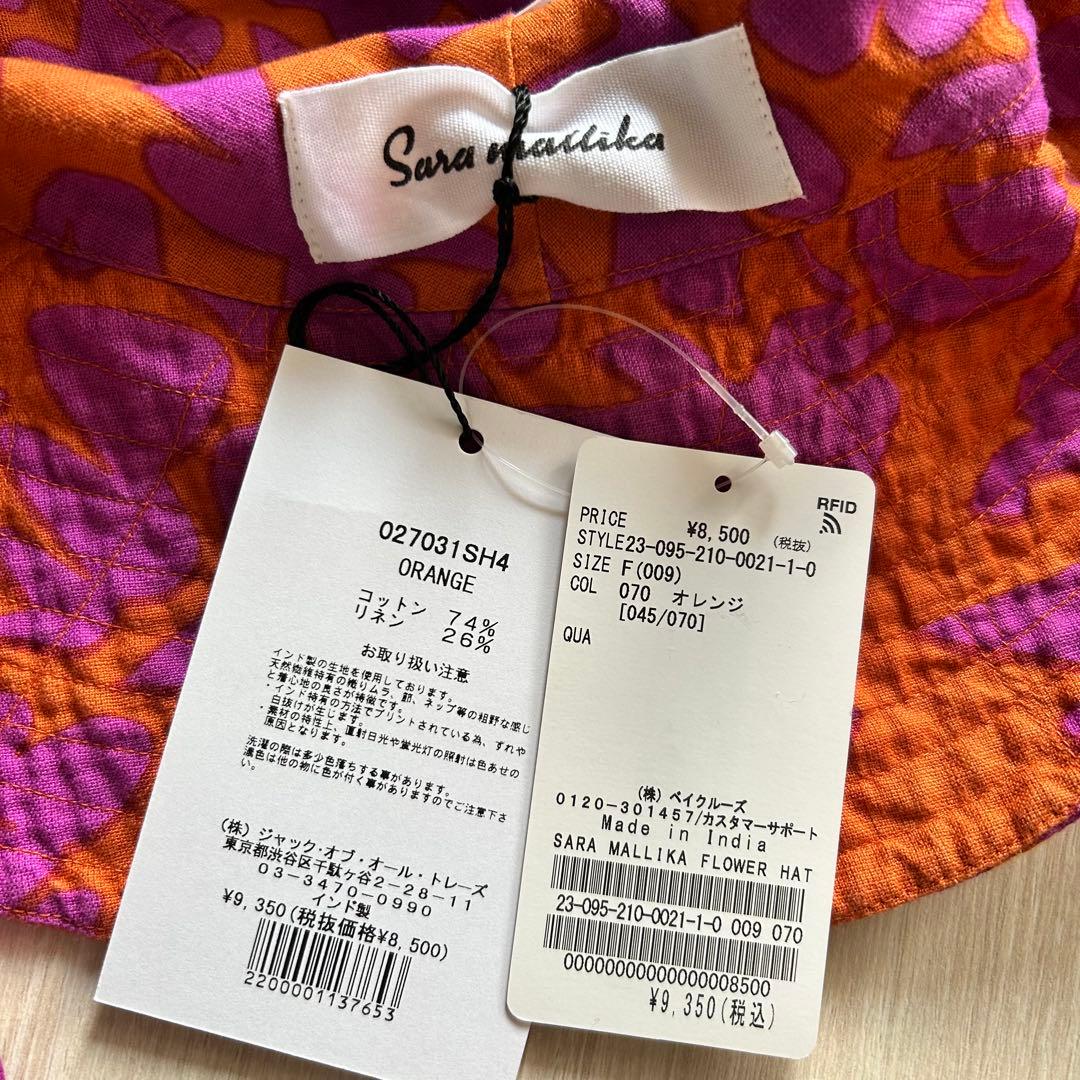 Sara mallika
027031SH4
ORANGE
コットン 74%
リネン 26%
お取り扱い注意
インド製の生地を使用しております。
天然繊維特有の織りムラ、節、ネップ等の粗野な感じ
と着心地の良さが特徴です。
・インド特有の方法でプリントされている為、ずれや
白抜けが生じます。
・素材の特性上、直射日光や蛍光灯の照射は色あせの
原因となります。
洗濯の際は多少色落ちする事があります。
濃色は他の物に色が付く事がありますのでご注意下さ
い。
(株)ジャック・オブ・オール・トレーズ
東京都渋谷区千駄ヶ谷2-28-11
03-3470-0990
インド製
¥9,350(税抜価格¥8,500)
2200001137653
RFID
PRICE ¥8,500 (税抜)
STYLE23-095-210-0021-1-0
SIZE F(009)
COL 070 オレンジ
[045/070]
QUA
(株)ベイクルーズ
0120-301457/カスタマーサポート
Made in India
SARA MALLIKA FLOWER HAT
23-095-210-0021-1-0 009 070
00000000000000008500
¥9,350(税込)